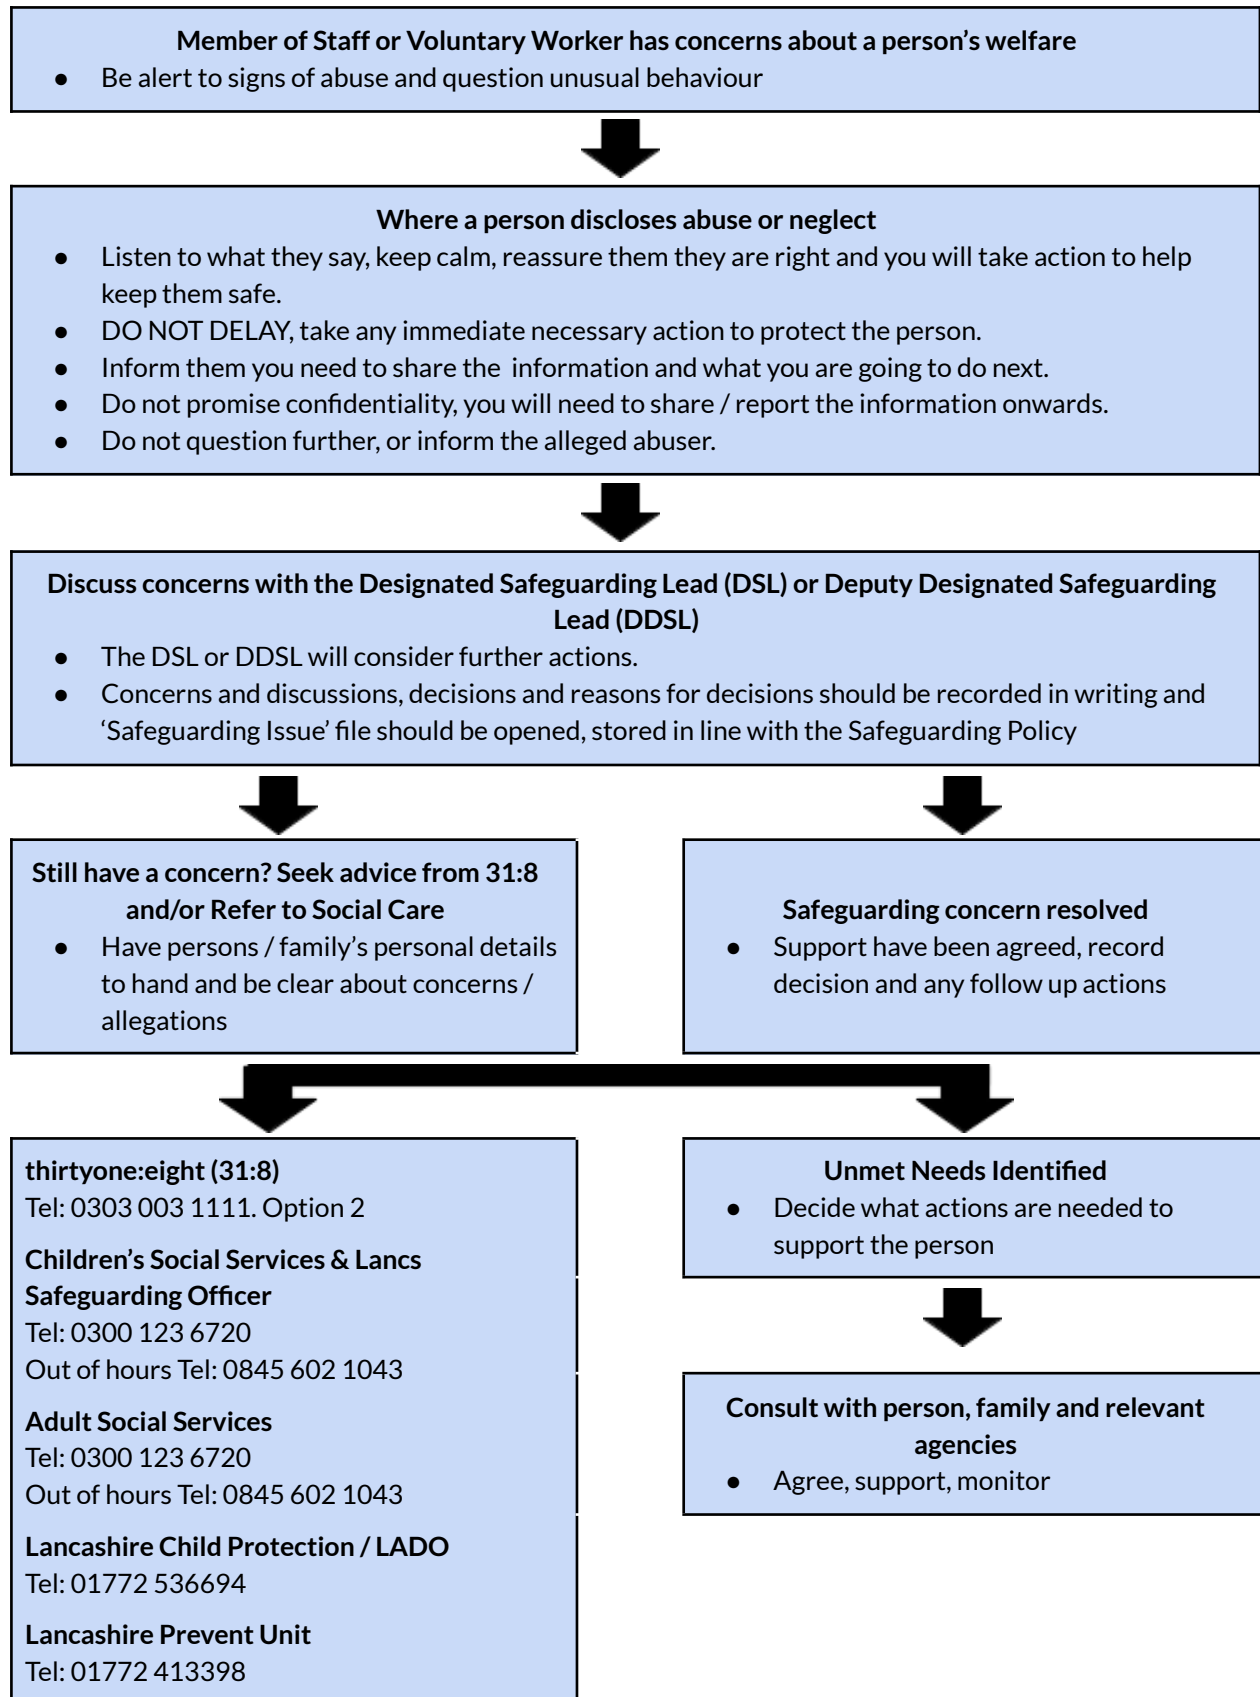 Member of Staff or Voluntary Worker has concerns about a person's welfare
● Be alert to signs of abuse and question unusual behaviour
Where a person discloses abuse or neglect
● Listen to what they say, keep calm, reassure them they are right and you will take action to help
keep them safe.
● DO NOT DELAY, take any immediate necessary action to protect the person.
● Inform them you need to share the information and what you are going to do next.
● Do not promise confidentiality, you will need to share / report the information onwards.
● Do not question further, or inform the alleged abuser.
Discuss concerns with the Designated Safeguarding Lead (DSL) or Deputy Designated Safeguarding
Lead (DDSL)
● The DSL or DDSL will consider further actions.
● Concerns and discussions, decisions and reasons for decisions should be recorded in writing and
‘Safeguarding Issue’ file should be opened, stored in line with the Safeguarding Policy
Still have a concern? Seek advice from 31:8
and/or Refer to Social Care
● Have persons / family's personal details
to hand and be clear about concerns /
allegations
Safeguarding concern resolved
● Support have been agreed, record
decision and any follow up actions
thirtyone:eight (31:8)
Tel: 0303 003 1111. Option 2
Children's Social Services & Lancs
Safeguarding Officer
Tel: 0300 123 6720
Out of hours Tel: 0845 602 1043
Adult Social Services
Tel: 0300 123 6720
Out of hours Tel: 0845 602 1043
Lancashire Child Protection / LADO
Tel: 01772 536694
Lancashire Prevent Unit
Tel: 01772 413398
Unmet Needs Identified
● Decide what actions are needed to
support the person
Consult with person, family and relevant
agencies
● Agree, support, monitor